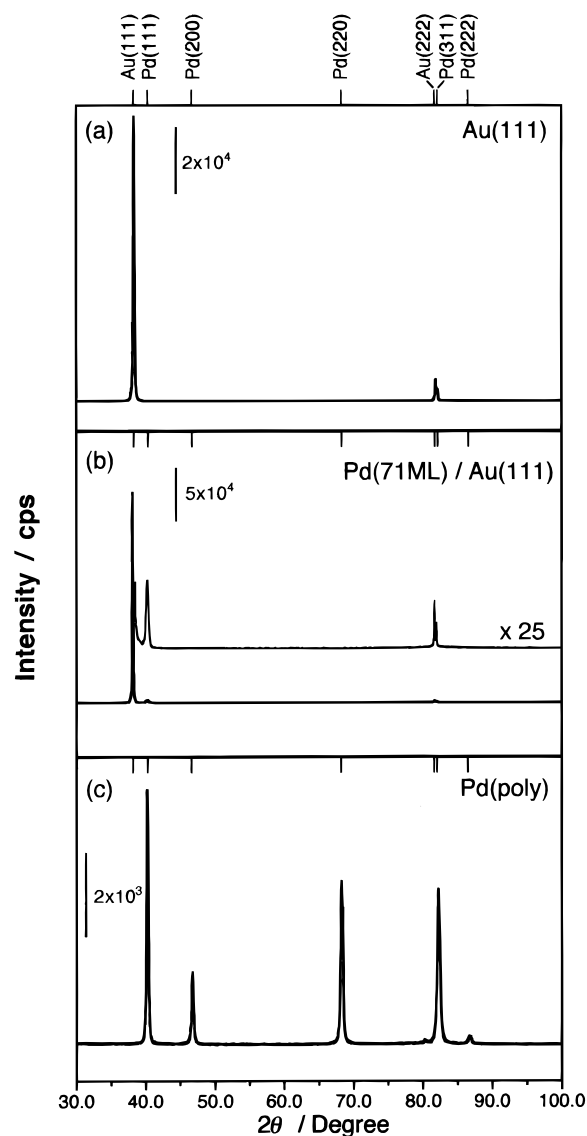 Au(111)
Pd(111)
Pd(200)
Pd(220)
Au(222)
Pd(311)
Pd(222)
(a)
Au(111)
2x10⁴
(b)
Pd(71ML) / Au(111)
5x10⁴
x 25
(c)
Pd(poly)
2x10³
Intensity / cps
30.0 40.0 50.0 60.0 70.0 80.0 90.0 100.0
2θ / Degree